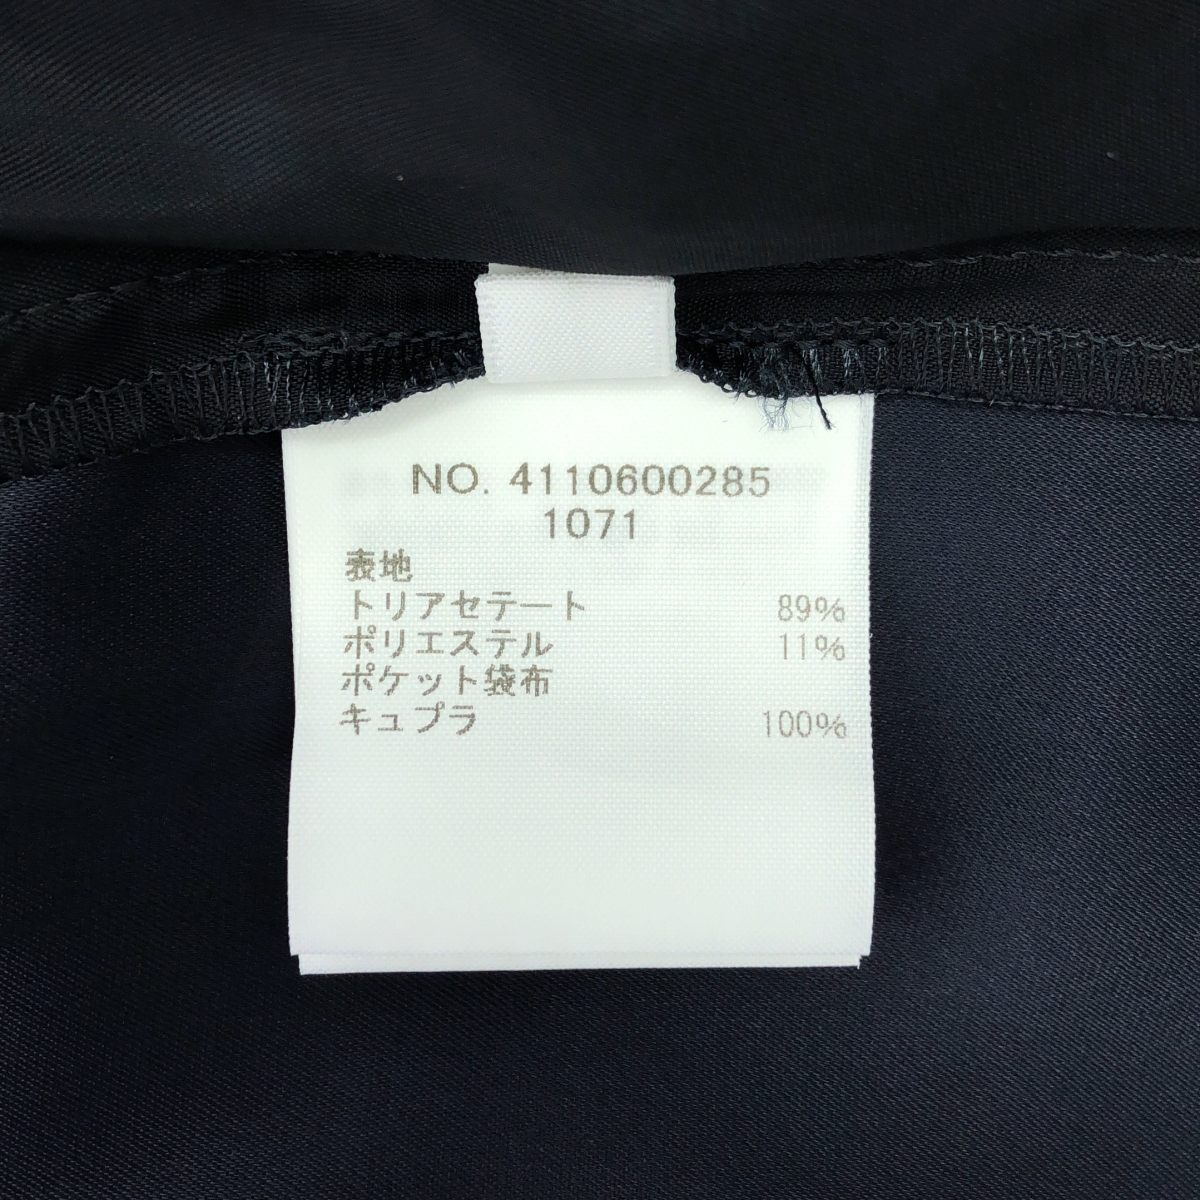 NO. 4110600285
1071
表地
トリアセテート 89%
ポリエステル 11%
ポケット袋布
キュプラ 100%